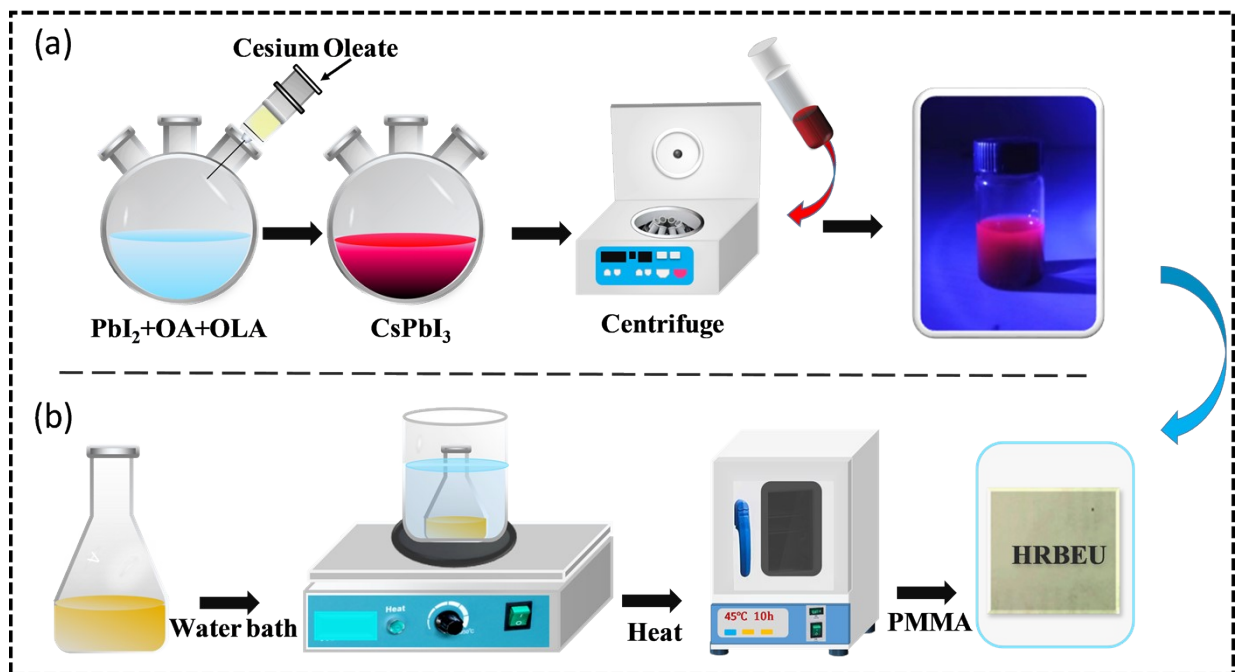 (a)
Cesium Oleate
PbI₂+OA+OLA
CsPbI₃
Centrifuge
(b)
Water bath
Heat
Heat
45℃ 10h
PMMA
HRBEU